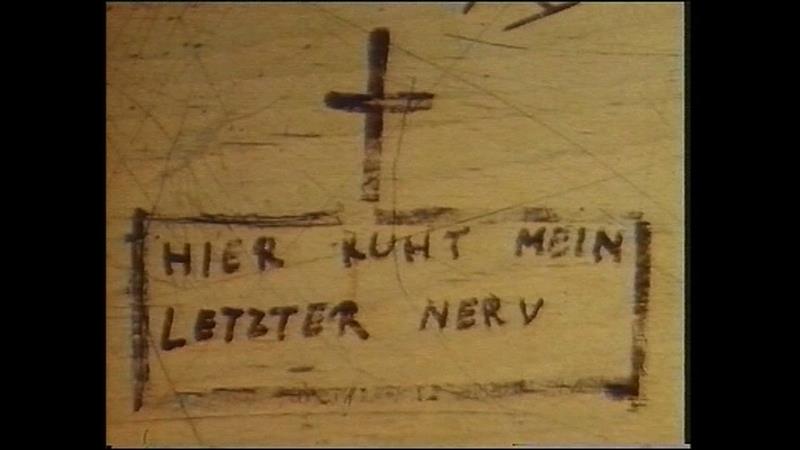 HIER RUHT MEIN
LETZTER NERV